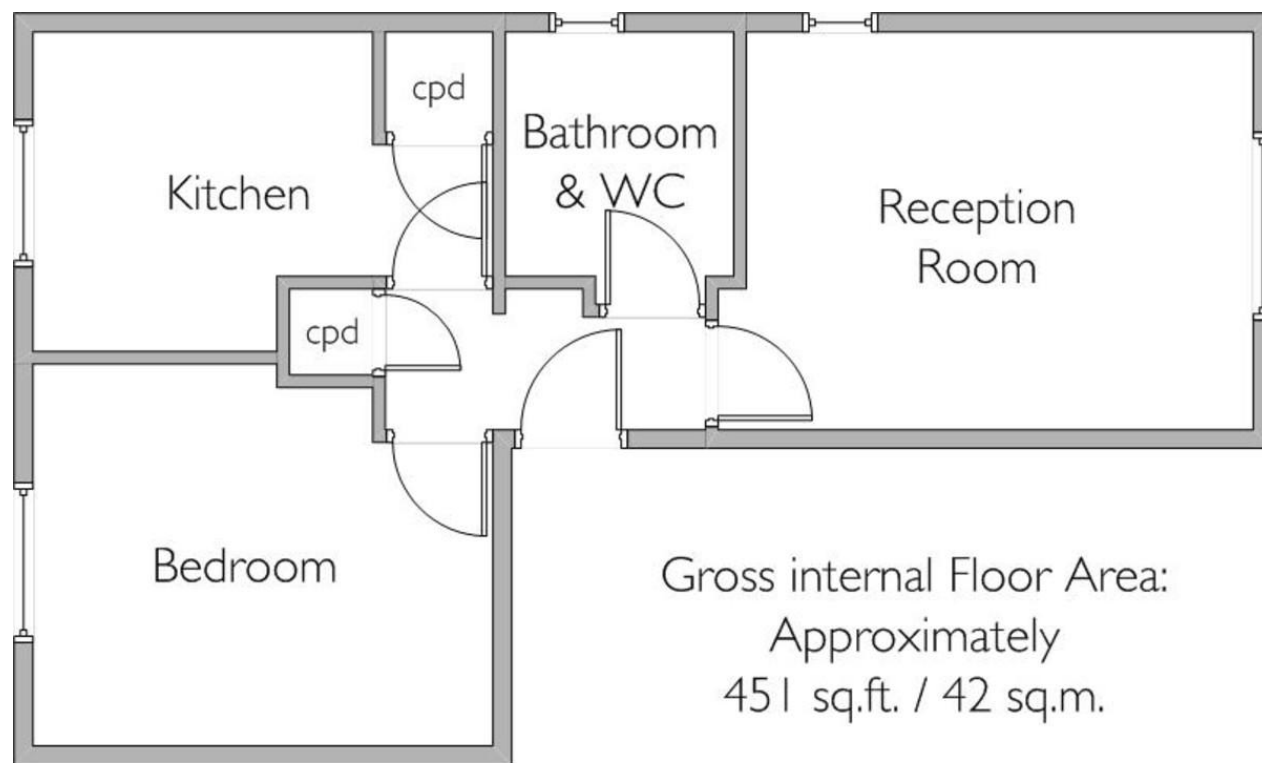 cpd
Bathroom
& WC
Kitchen
Reception
Room
cpd
Bedroom
Gross internal Floor Area:
Approximately
451 sq.ft. / 42 sq.m.